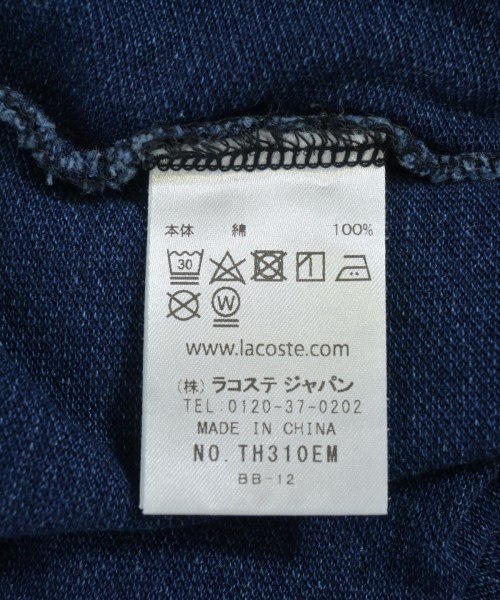 本体 綿 100%
30
W
www.lacoste.com
(株) ラコステ ジャパン
TEL:0120-37-0202
MADE IN CHINA
NO.TH310EM
BB-12